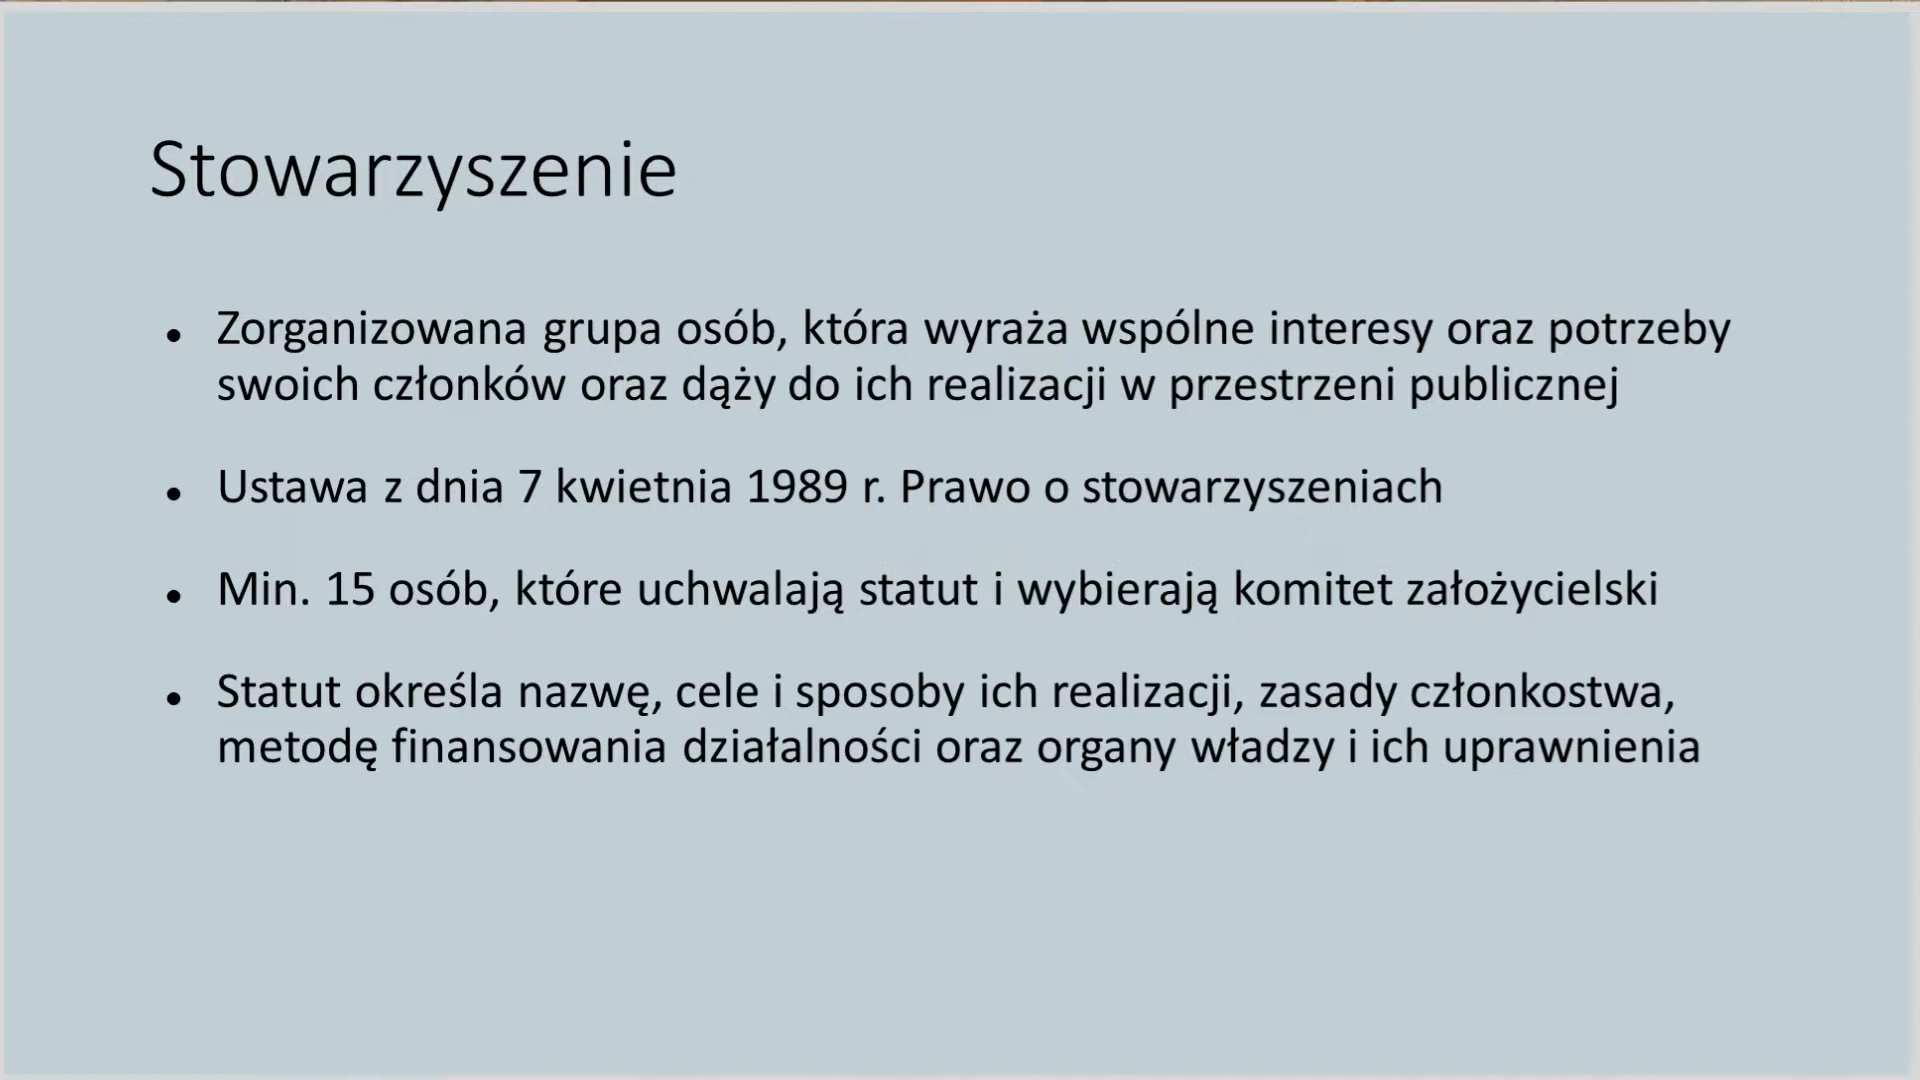 Stowarzyszenie
• Zorganizowana grupa osób, która wyraża wspólne interesy oraz potrzeby
swoich członków oraz dąży do ich realizacji w przestrzeni publicznej
• Ustawa z dnia 7 kwietnia 1989 r. Prawo o stowarzyszeniach
• Min. 15 osób, które uchwalają statut i wybierają komitet założycielski
• Statut określa nazwę, cele i sposoby ich realizacji, zasady członkostwa,
metodę finansowania działalności oraz organy władzy i ich uprawnienia